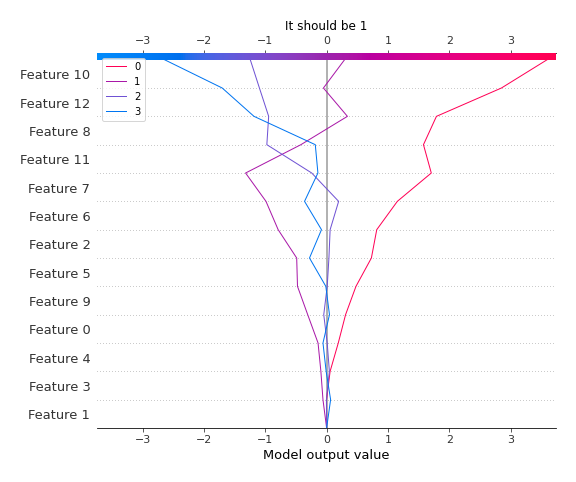 It should be 1
−3 −2 −1 0 1 2 3
0
1
2
3
Feature 10
Feature 12
Feature 8
Feature 11
Feature 7
Feature 6
Feature 2
Feature 5
Feature 9
Feature 0
Feature 4
Feature 3
Feature 1
−3 −2 −1 0 1 2 3
Model output value